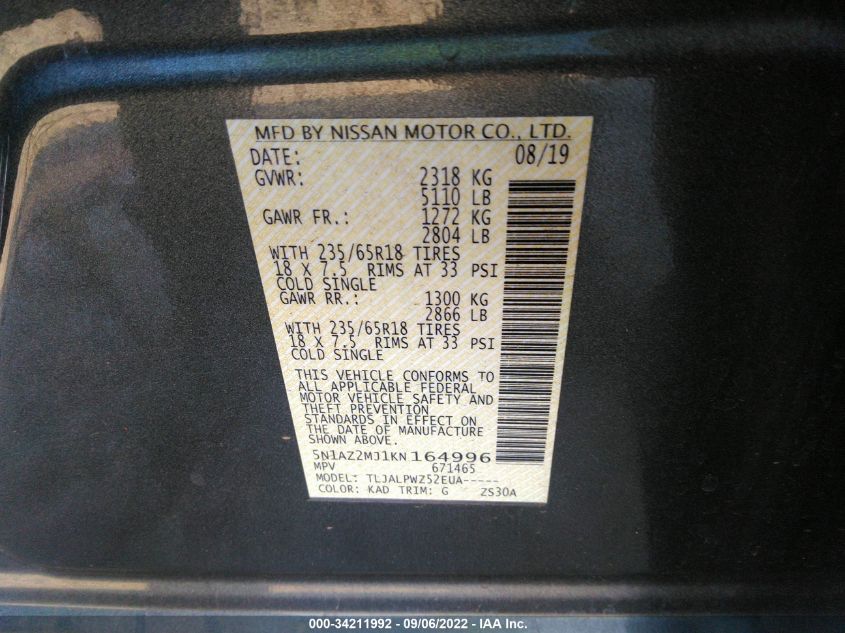 MFD BY NISSAN MOTOR CO., LTD.
DATE: 08/19
GVWR: 2318 KG
5110 LB
GAWR FR.: 1272 KG
2804 LB
WITH 235/65R18 TIRES
18 X 7.5 RIMS AT 33 PSI
COLD SINGLE
GAWR RR.: 1300 KG
2866 LB
WITH 235/65R18 TIRES
18 X 7.5 RIMS AT 33 PSI
COLD SINGLE
THIS VEHICLE CONFORMS TO
ALL APPLICABLE FEDERAL
MOTOR VEHICLE SAFETY AND
THEFT PREVENTION
STANDARDS IN EFFECT ON
THE DATE OF MANUFACTURE
SHOWN ABOVE.
5N1AZ2MJ1KN164996
MPV 671465
MODEL: TLJALPWZ52EUA-----
COLOR: KAD TRIM: G ZS30A
000-34211992 - 09/06/2022 - IAA Inc.